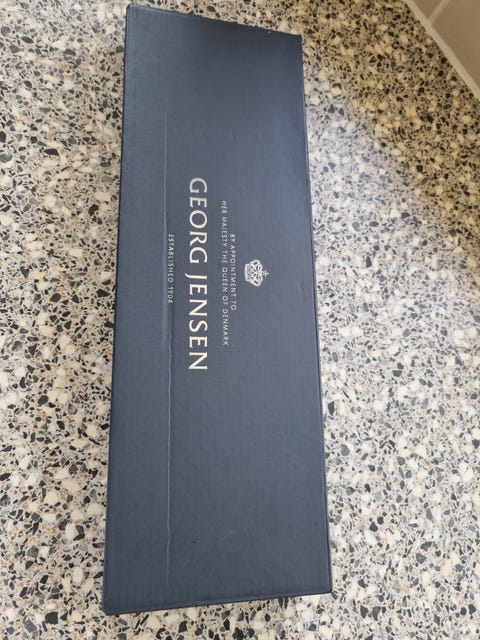 BY APPOINTMENT TO
HER MAJESTY THE QUEEN OF DENMARK
GEORG JENSEN
ESTABLISHED 1904